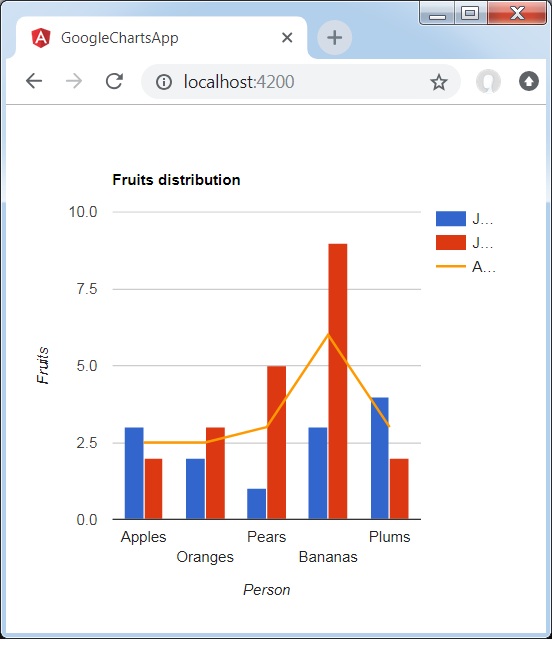 GoogleChartsApp
localhost:4200
Fruits distribution
10.0
7.5
5.0
2.5
0.0
Fruits
J...
J...
A...
Apples
Oranges
Pears
Bananas
Plums
Person